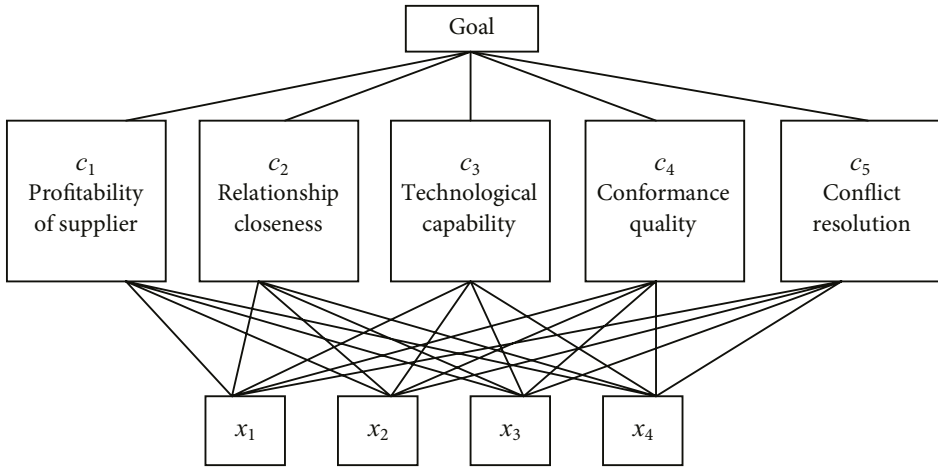 Goal
c₁
Profitability
of supplier
c₂
Relationship
closeness
c₃
Technological
capability
c₄
Conformance
quality
c₅
Conflict
resolution
x₁
x₂
x₃
x₄